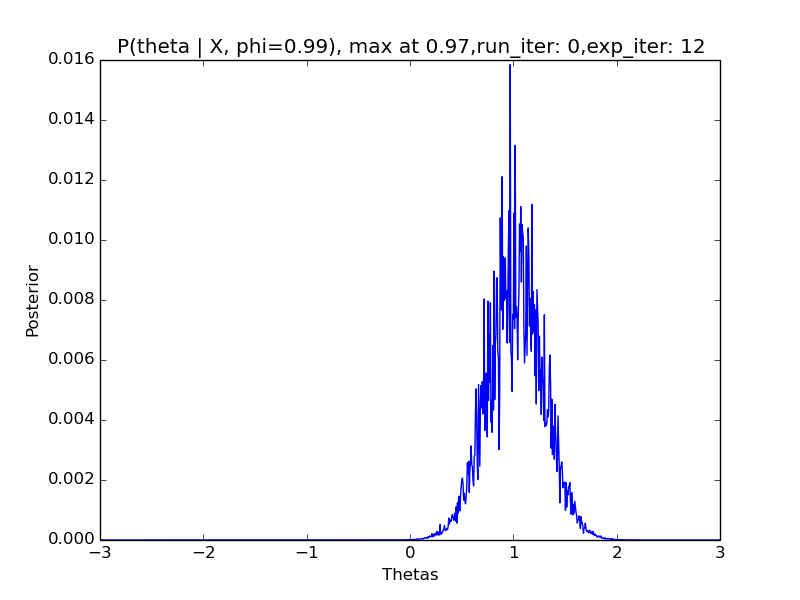 P(theta | X, phi=0.99), max at 0.97,run_iter: 0,exp_iter: 12
0.016
0.014
0.012
0.010
0.008
0.006
0.004
0.002
0.000
Posterior
−3 −2 −1 0 1 2 3
Thetas